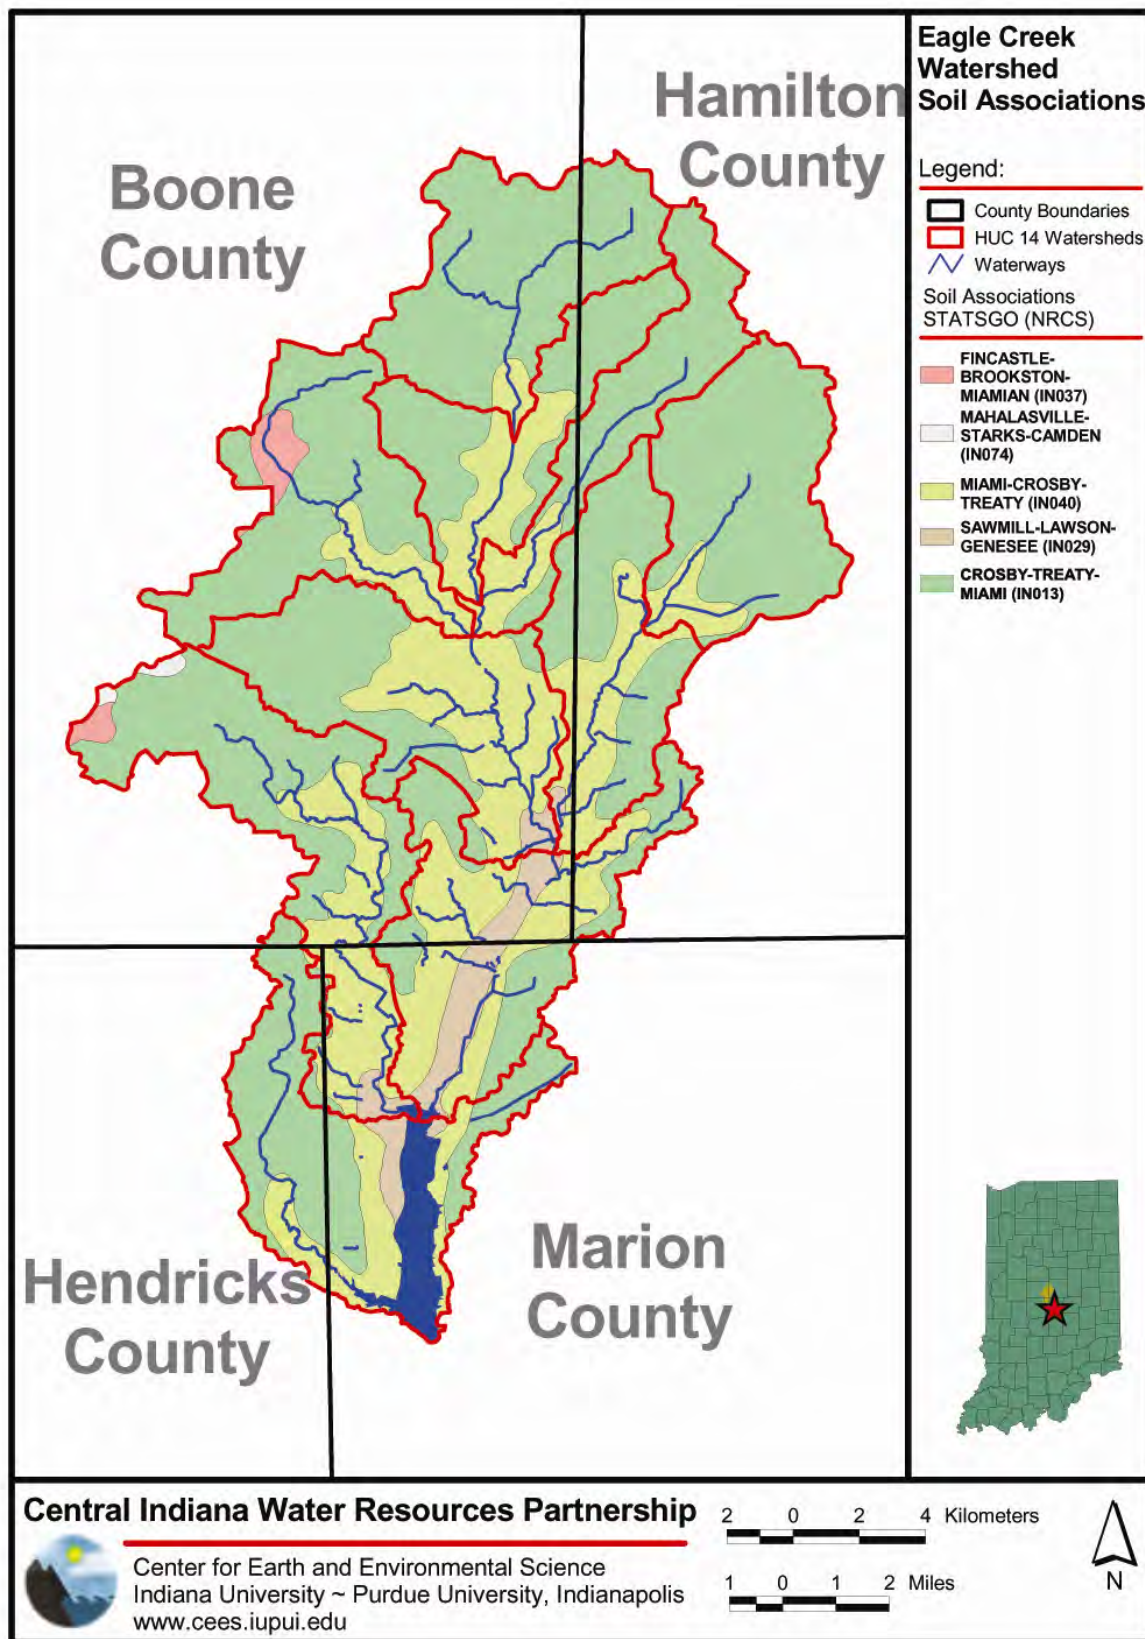 Eagle Creek
Watershed
Soil Associations
Hamilton
County
Boone
County
Legend:
County Boundaries
HUC 14 Watersheds
Waterways
Soil Associations
STATSGO (NRCS)
FINCASTLE-
BROOKSTON-
MIAMIAN (IN037)
MAHALASVILLE-
STARKS-CAMDEN
(IN074)
MIAMI-CROSBY-
TREATY (IN040)
SAWMILL-LAWSON-
GENESEE (IN029)
CROSBY-TREATY-
MIAMI (IN013)
Hendricks
County
Marion
County
Central Indiana Water Resources Partnership
Center for Earth and Environmental Science
Indiana University ~ Purdue University, Indianapolis
www.cees.iupui.edu
2 0 2 4 Kilometers
1 0 1 2 Miles
N